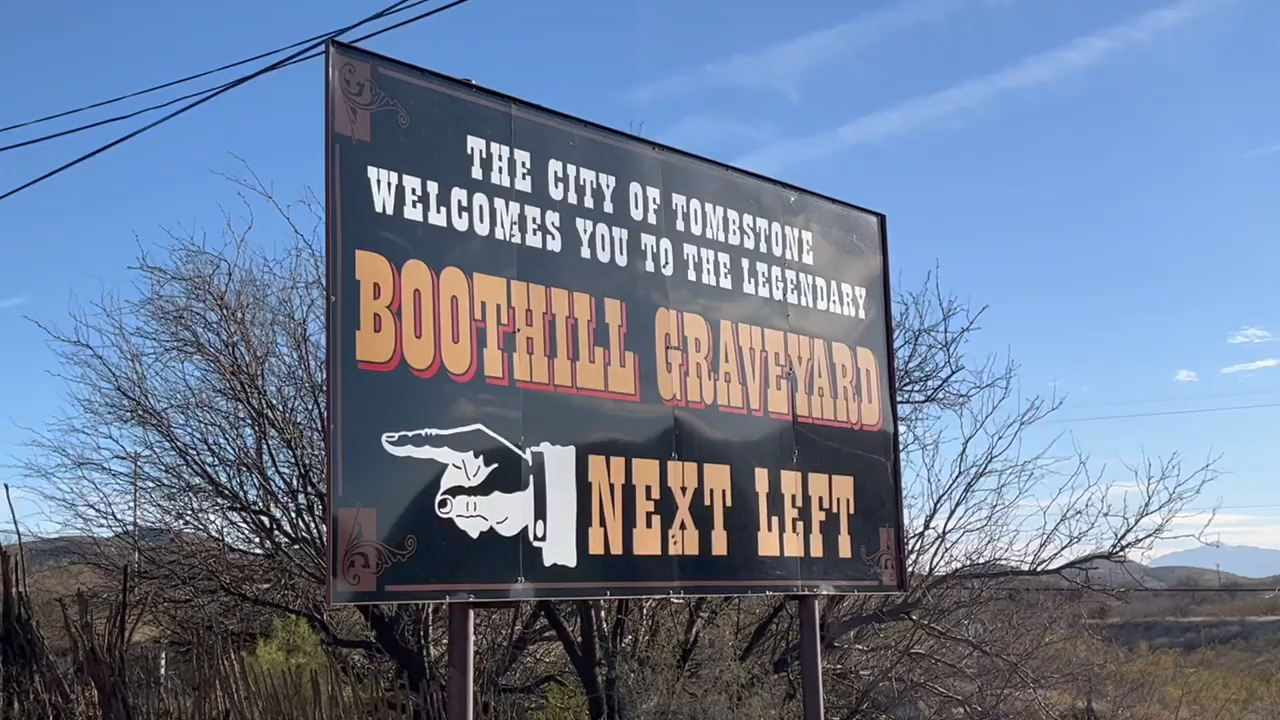 THE CITY OF TOMBSTONE
WELCOMES YOU TO THE LEGENDARY
BOOTHILL GRAVEYARD
NEXT LEFT